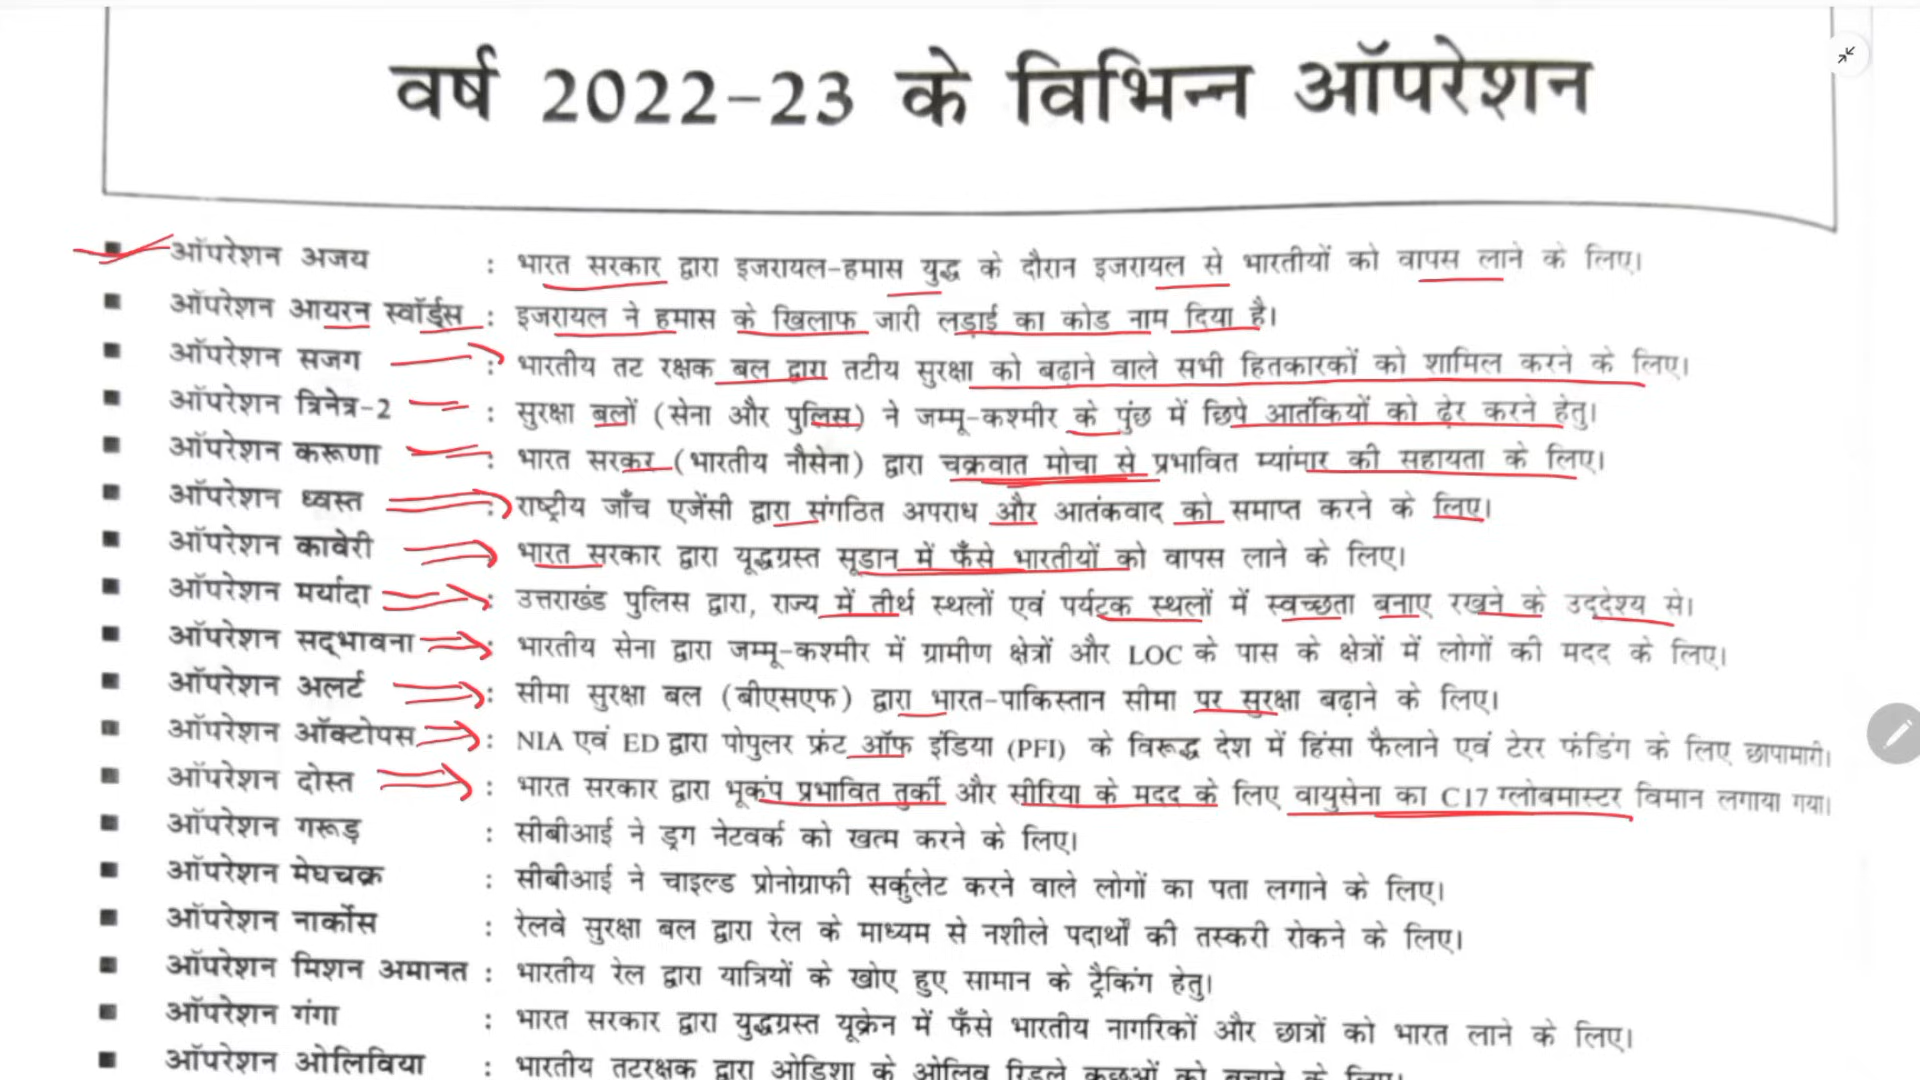 वर्ष 2022-23 के विभिन्न ऑपरेशन
■ ऑपरेशन अजय : भारत सरकार द्वारा इजरायल-हमास युद्ध के दौरान इजरायल से भारतीयों को वापस लाने के लिए।
■ ऑपरेशन आयरन स्वॉर्ड्स : इजरायल ने हमास के खिलाफ जारी लड़ाई का कोड नाम दिया है।
■ ऑपरेशन सजग : भारतीय तट रक्षक बल द्वारा तटीय सुरक्षा को बढ़ाने वाले सभी हितकारकों को शामिल करने के लिए।
■ ऑपरेशन त्रिनेत्र-2 : सुरक्षा बलों (सेना और पुलिस) ने जम्मू-कश्मीर के पुंछ में छिपे आतंकियों को ढ़ेर करने हेतु।
■ ऑपरेशन करूणा : भारत सरकर (भारतीय नौसेना) द्वारा चक्रवात मोचा से प्रभावित म्यांमार की सहायता के लिए।
■ ऑपरेशन ध्वस्त : राष्ट्रीय जाँच एजेंसी द्वारा संगठित अपराध और आतंकवाद को समाप्त करने के लिए।
■ ऑपरेशन कावेरी : भारत सरकार द्वारा यूद्धग्रस्त सूडान में फँसे भारतीयों को वापस लाने के लिए।
■ ऑपरेशन मर्यादा : उत्तराखंड पुलिस द्वारा, राज्य में तीर्थ स्थलों एवं पर्यटक स्थलों में स्वच्छता बनाए रखने के उद्देश्य से।
■ ऑपरेशन सद्भावना : भारतीय सेना द्वारा जम्मू-कश्मीर में ग्रामीण क्षेत्रों और LOC के पास के क्षेत्रों में लोगों की मदद के लिए।
■ ऑपरेशन अलर्ट : सीमा सुरक्षा बल (बीएसएफ) द्वारा भारत-पाकिस्तान सीमा पर सुरक्षा बढ़ाने के लिए।
■ ऑपरेशन ऑक्टोपस : NIA एवं ED द्वारा पोपुलर फ्रंट ऑफ इंडिया (PFI) के विरूद्ध देश में हिंसा फैलाने एवं टेरर फंडिंग के लिए छापामारी।
■ ऑपरेशन दोस्त : भारत सरकार द्वारा भूकंप प्रभावित तुर्की और सीरिया के मदद के लिए वायुसेना का C17 ग्लोबमास्टर विमान लगाया गया।
■ ऑपरेशन गरूड़ : सीबीआई ने ड्रग नेटवर्क को खत्म करने के लिए।
■ ऑपरेशन मेघचक्र : सीबीआई ने चाइल्ड प्रोनोग्राफी सर्कुलेट करने वाले लोगों का पता लगाने के लिए।
■ ऑपरेशन नार्कोस : रेलवे सुरक्षा बल द्वारा रेल के माध्यम से नशीले पदार्थों की तस्करी रोकने के लिए।
■ ऑपरेशन मिशन अमानत : भारतीय रेल द्वारा यात्रियों के खोए हुए सामान के ट्रैकिंग हेतु।
■ ऑपरेशन गंगा : भारत सरकार द्वारा युद्धग्रस्त यूक्रेन में फँसे भारतीय नागरिकों और छात्रों को भारत लाने के लिए।
■ ऑपरेशन ओलिविया : भारतीय तटरक्षक द्वारा ओडिशा के ओलिव रिडले कछुओं को बचाने के लिए।